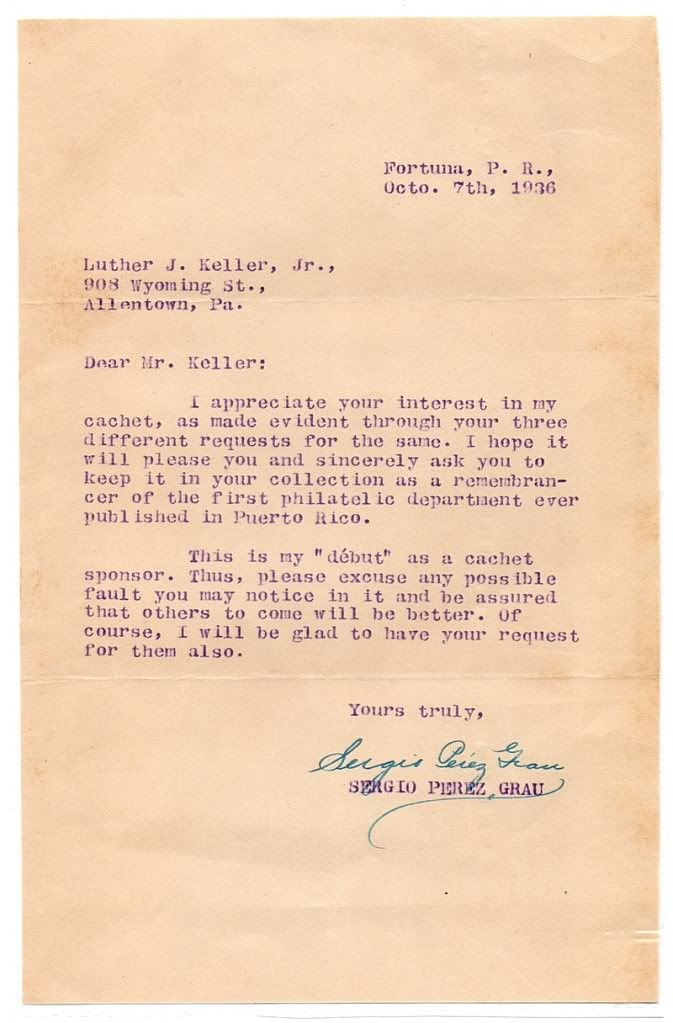 Fortuna, P. R.,
Octo. 7th, 1936
Luther J. Keller, Jr.,
908 Wyoming St.,
Allentown, Pa.
Dear Mr. Keller:
I appreciate your interest in my
cachet, as made evident through your three
different requests for the same. I hope it
will please you and sincerely ask you to
keep it in your collection as a remembran-
cer of the first philatelic department ever
published in Puerto Rico.
This is my "début" as a cachet
sponsor. Thus, please excuse any possible
fault you may notice in it and be assured
that others to come will be better. Of
course, I will be glad to have your request
for them also.
Yours truly,
Sergio Pérez Grau
SERGIO PEREZ GRAU